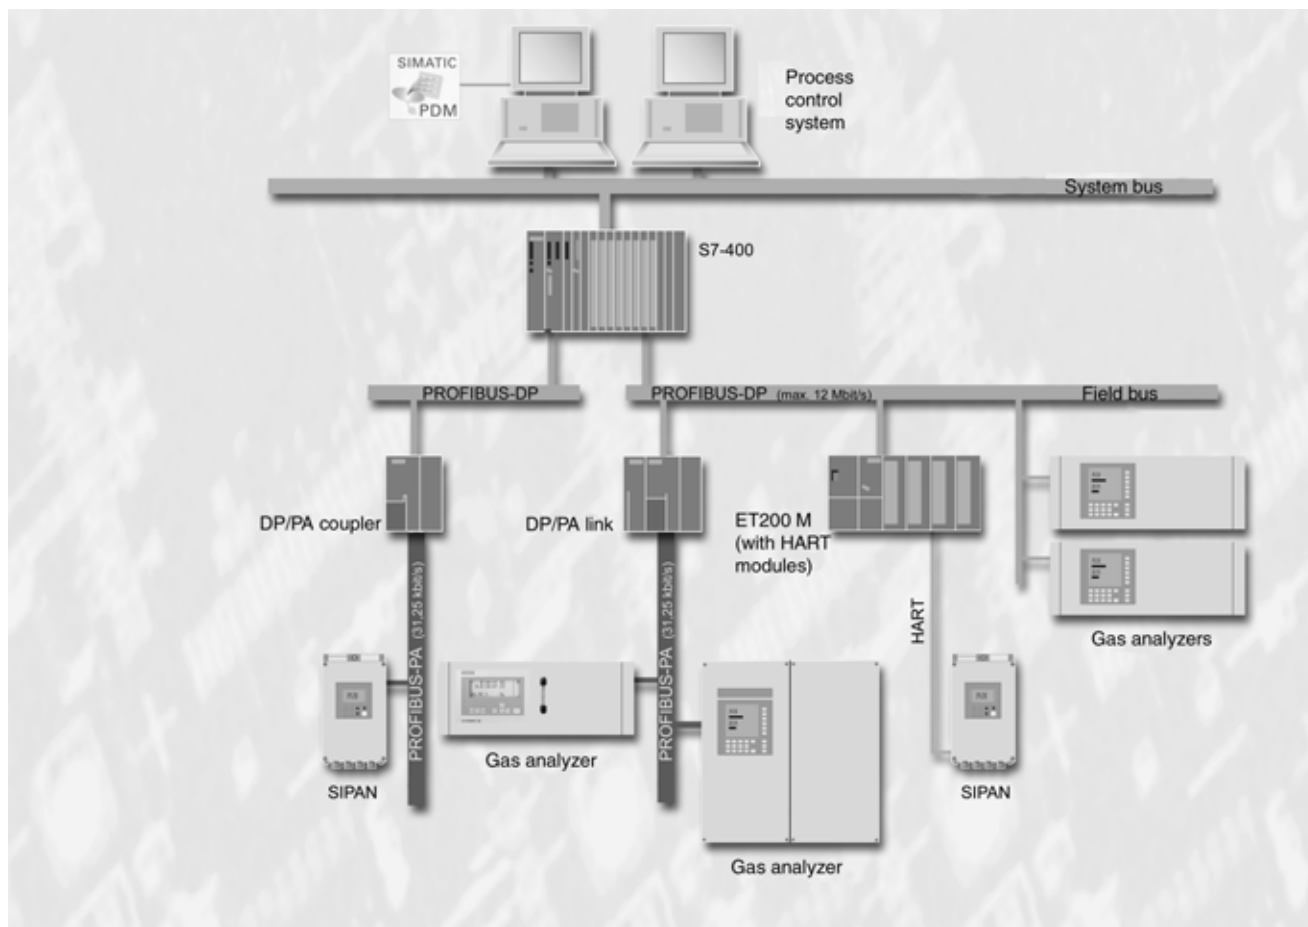 SIMATIC
PDM
Process
control
system
System bus
S7-400
PROFIBUS-DP
PROFIBUS-DP (max. 12 Mbit/s)
Field bus
DP/PA coupler
DP/PA link
ET200 M
(with HART
modules)
PROFIBUS-PA (31,25 kbit/s)
PROFIBUS-PA (31,25 kbit/s)
HART
Gas analyzers
Gas analyzer
SIPAN
SIPAN
Gas analyzer